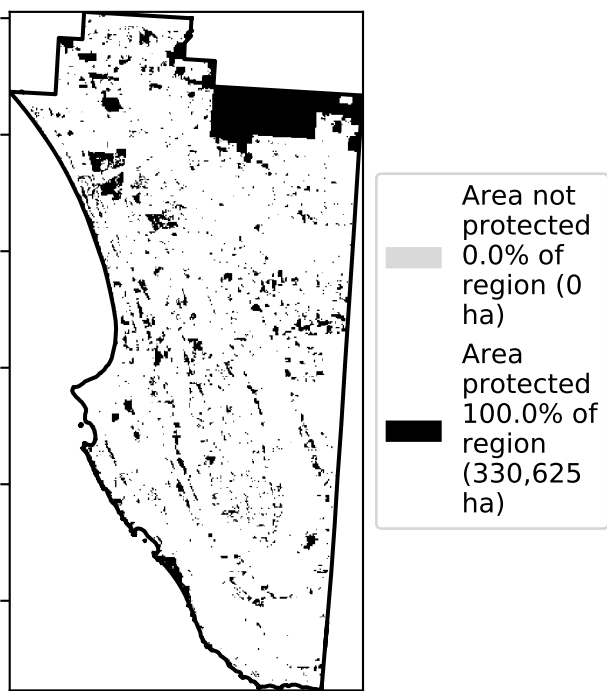 Area not
protected
0.0% of
region (0
ha)
Area
protected
100.0% of
region
(330,625
ha)